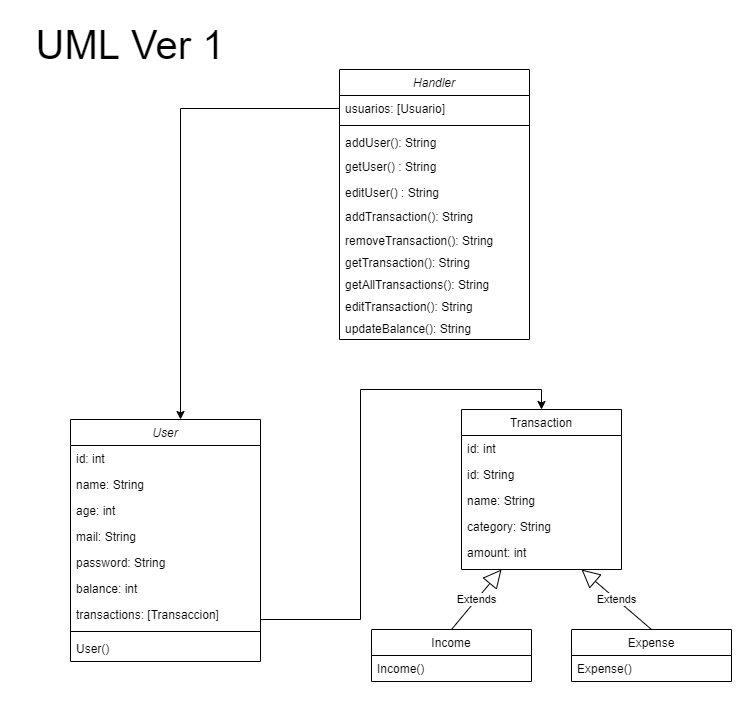 UML Ver 1
Handler
usuarios: [Usuario]
addUser(): String
getUser() : String
editUser() : String
addTransaction(): String
removeTransaction(): String
getTransaction(): String
getAllTransactions(): String
editTransaction(): String
updateBalance(): String
User
id: int
name: String
age: int
mail: String
password: String
balance: int
transactions: [Transaccion]
User()
Transaction
id: int
id: String
name: String
category: String
amount: int
Extends
Extends
Income
Income()
Expense
Expense()